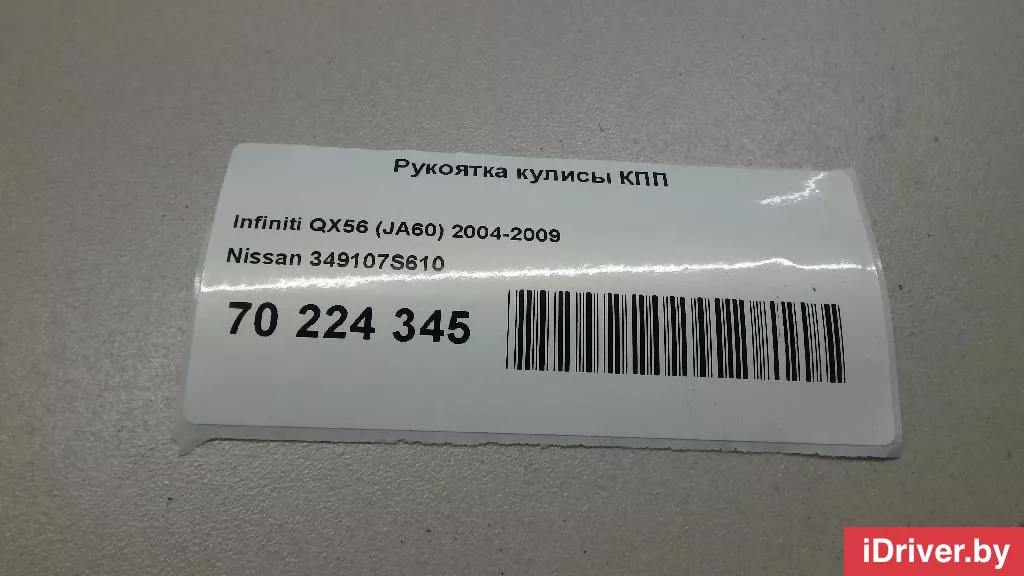 Рукоятка кулисы КПП
Infiniti QX56 (JA60) 2004-2009
Nissan 349107S610
70 224 345
iDriver.by